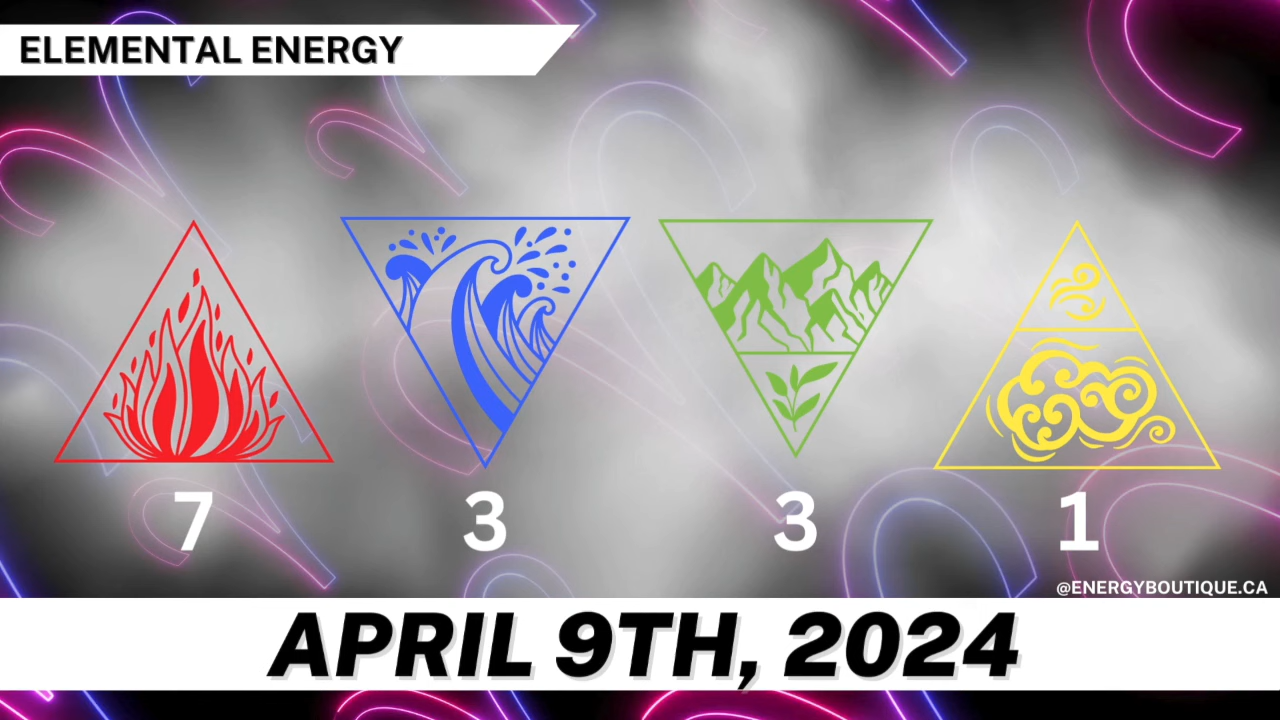 ELEMENTAL ENERGY
7 3 3 1
@ENERGYBOUTIQUE.CA
APRIL 9TH, 2024